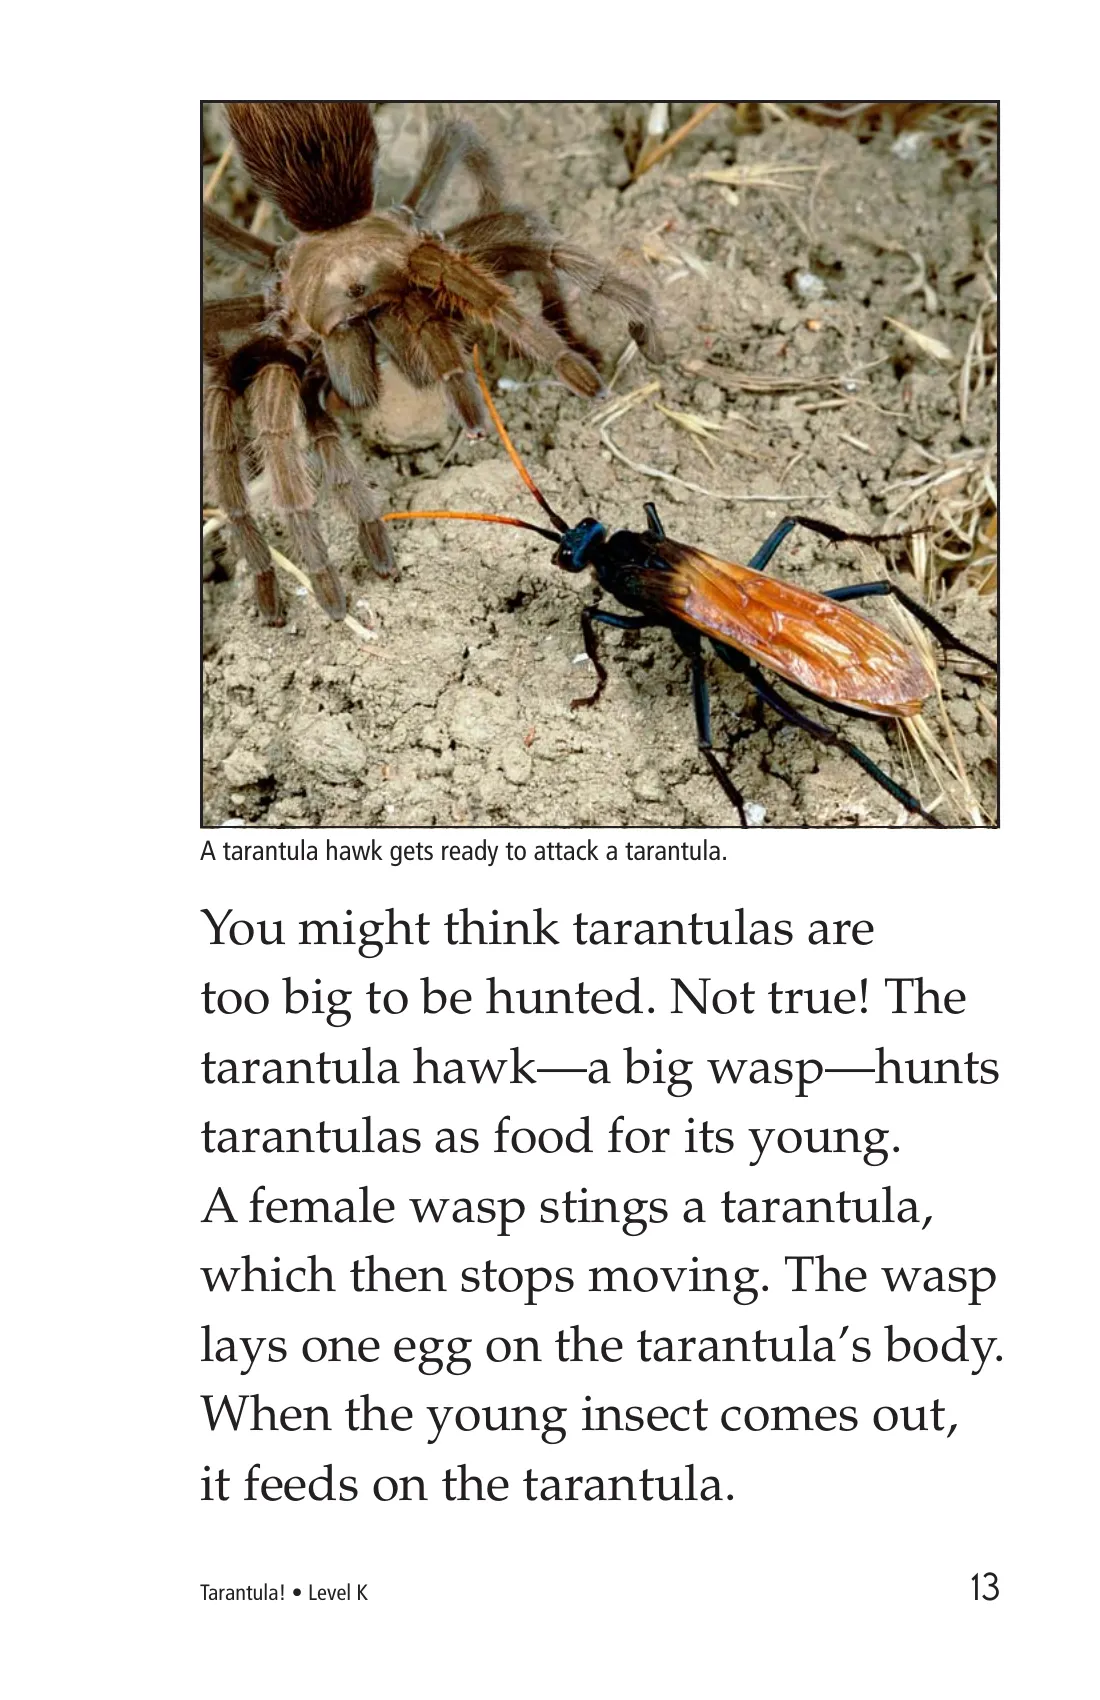 A tarantula hawk gets ready to attack a tarantula.
You might think tarantulas are
too big to be hunted. Not true! The
tarantula hawk—a big wasp—hunts
tarantulas as food for its young.
A female wasp stings a tarantula,
which then stops moving. The wasp
lays one egg on the tarantula’s body.
When the young insect comes out,
it feeds on the tarantula.
Tarantula! • Level K
13